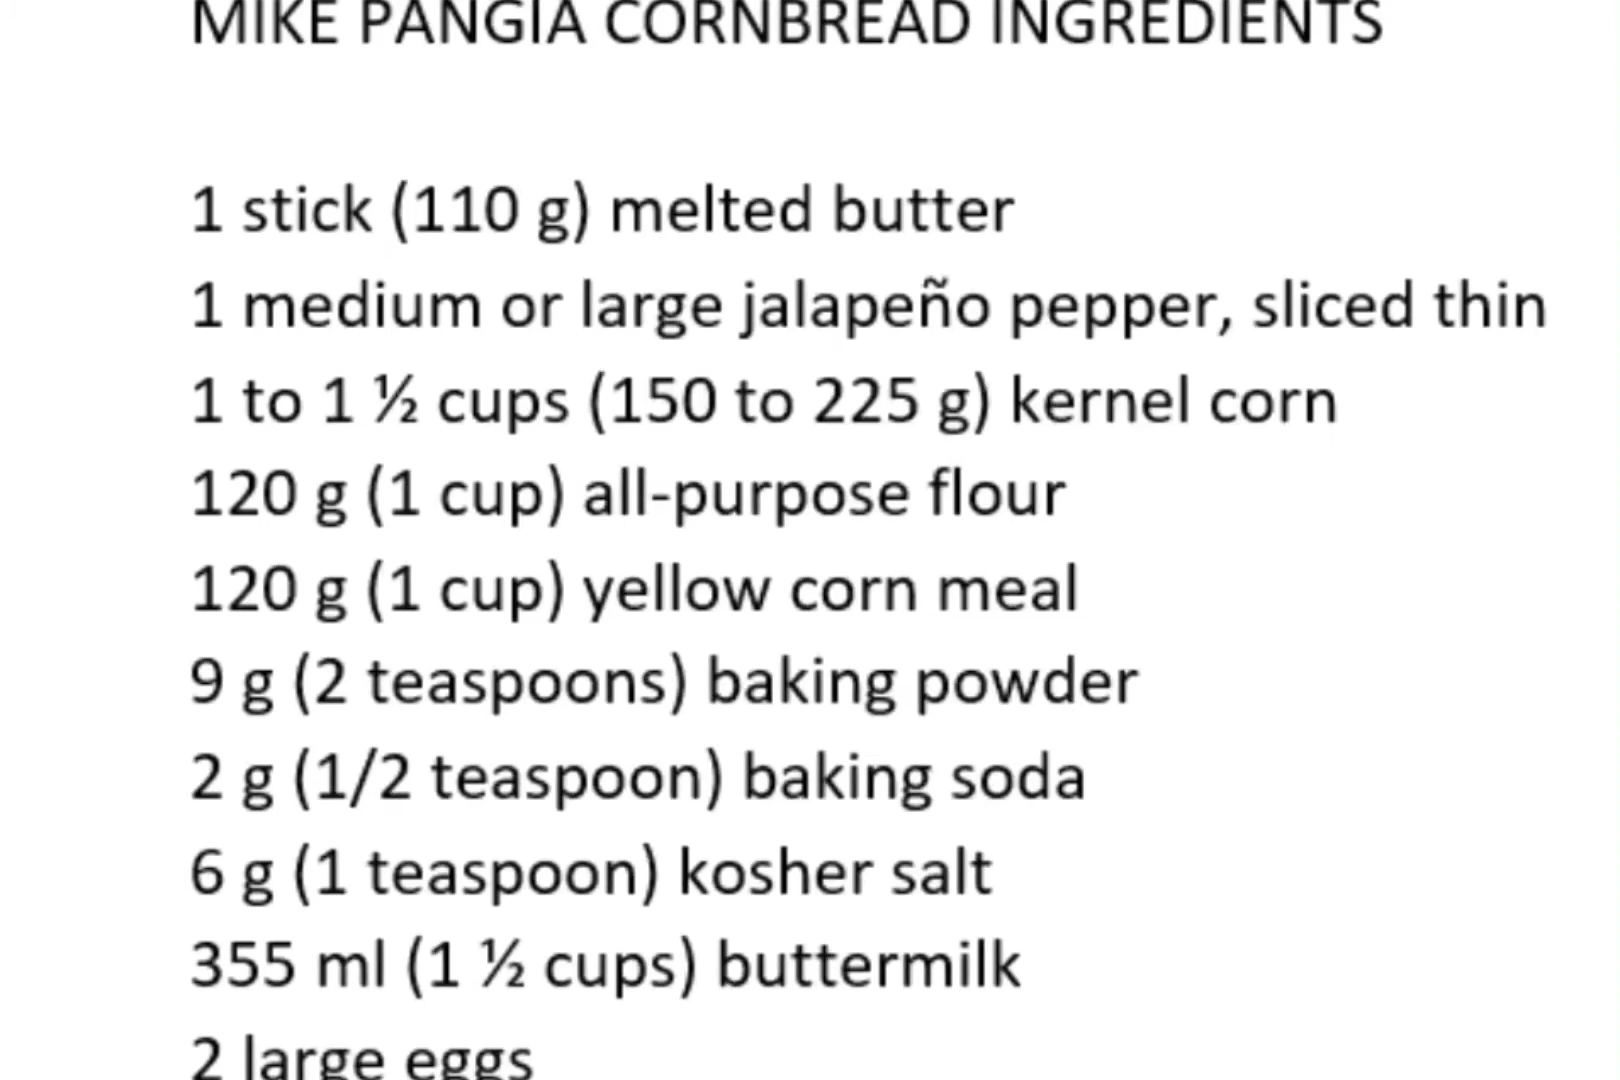 MIKE PANGIA CORNBREAD INGREDIENTS
1 stick (110 g) melted butter
1 medium or large jalapeño pepper, sliced thin
1 to 1 ½ cups (150 to 225 g) kernel corn
120 g (1 cup) all-purpose flour
120 g (1 cup) yellow corn meal
9 g (2 teaspoons) baking powder
2 g (1/2 teaspoon) baking soda
6 g (1 teaspoon) kosher salt
355 ml (1 ½ cups) buttermilk
2 large eggs